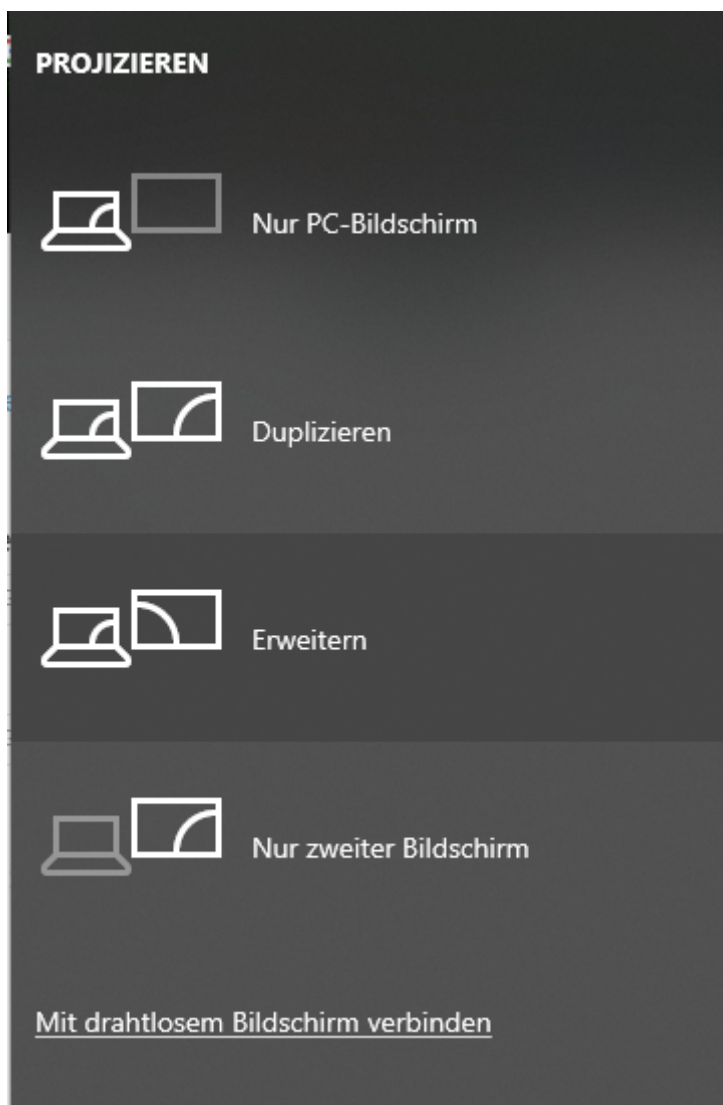 PROJIZIEREN
Nur PC-Bildschirm
Duplizieren
Erweitern
Nur zweiter Bildschirm
Mit drahtlosem Bildschirm verbinden